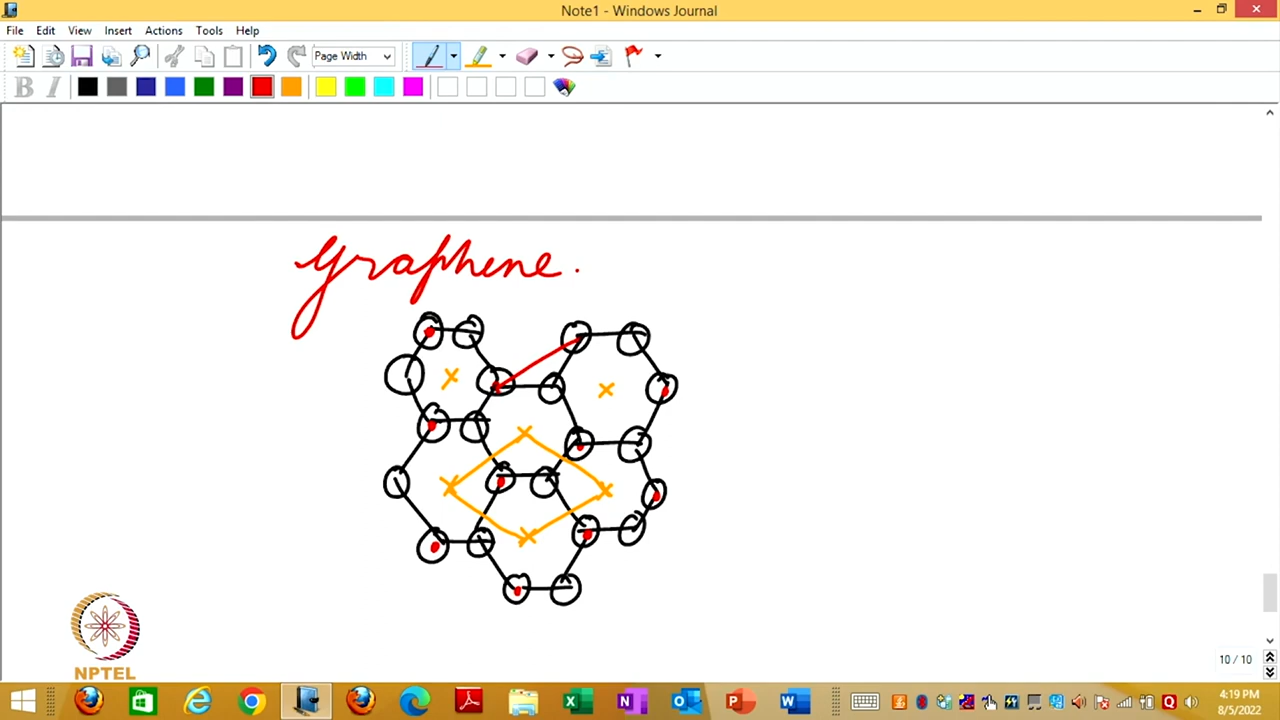 Note1 - Windows Journal
File Edit View Insert Actions Tools Help
Page Width
B I
Graphene.
NPTEL
10 / 10
4:19 PM
8/5/2022